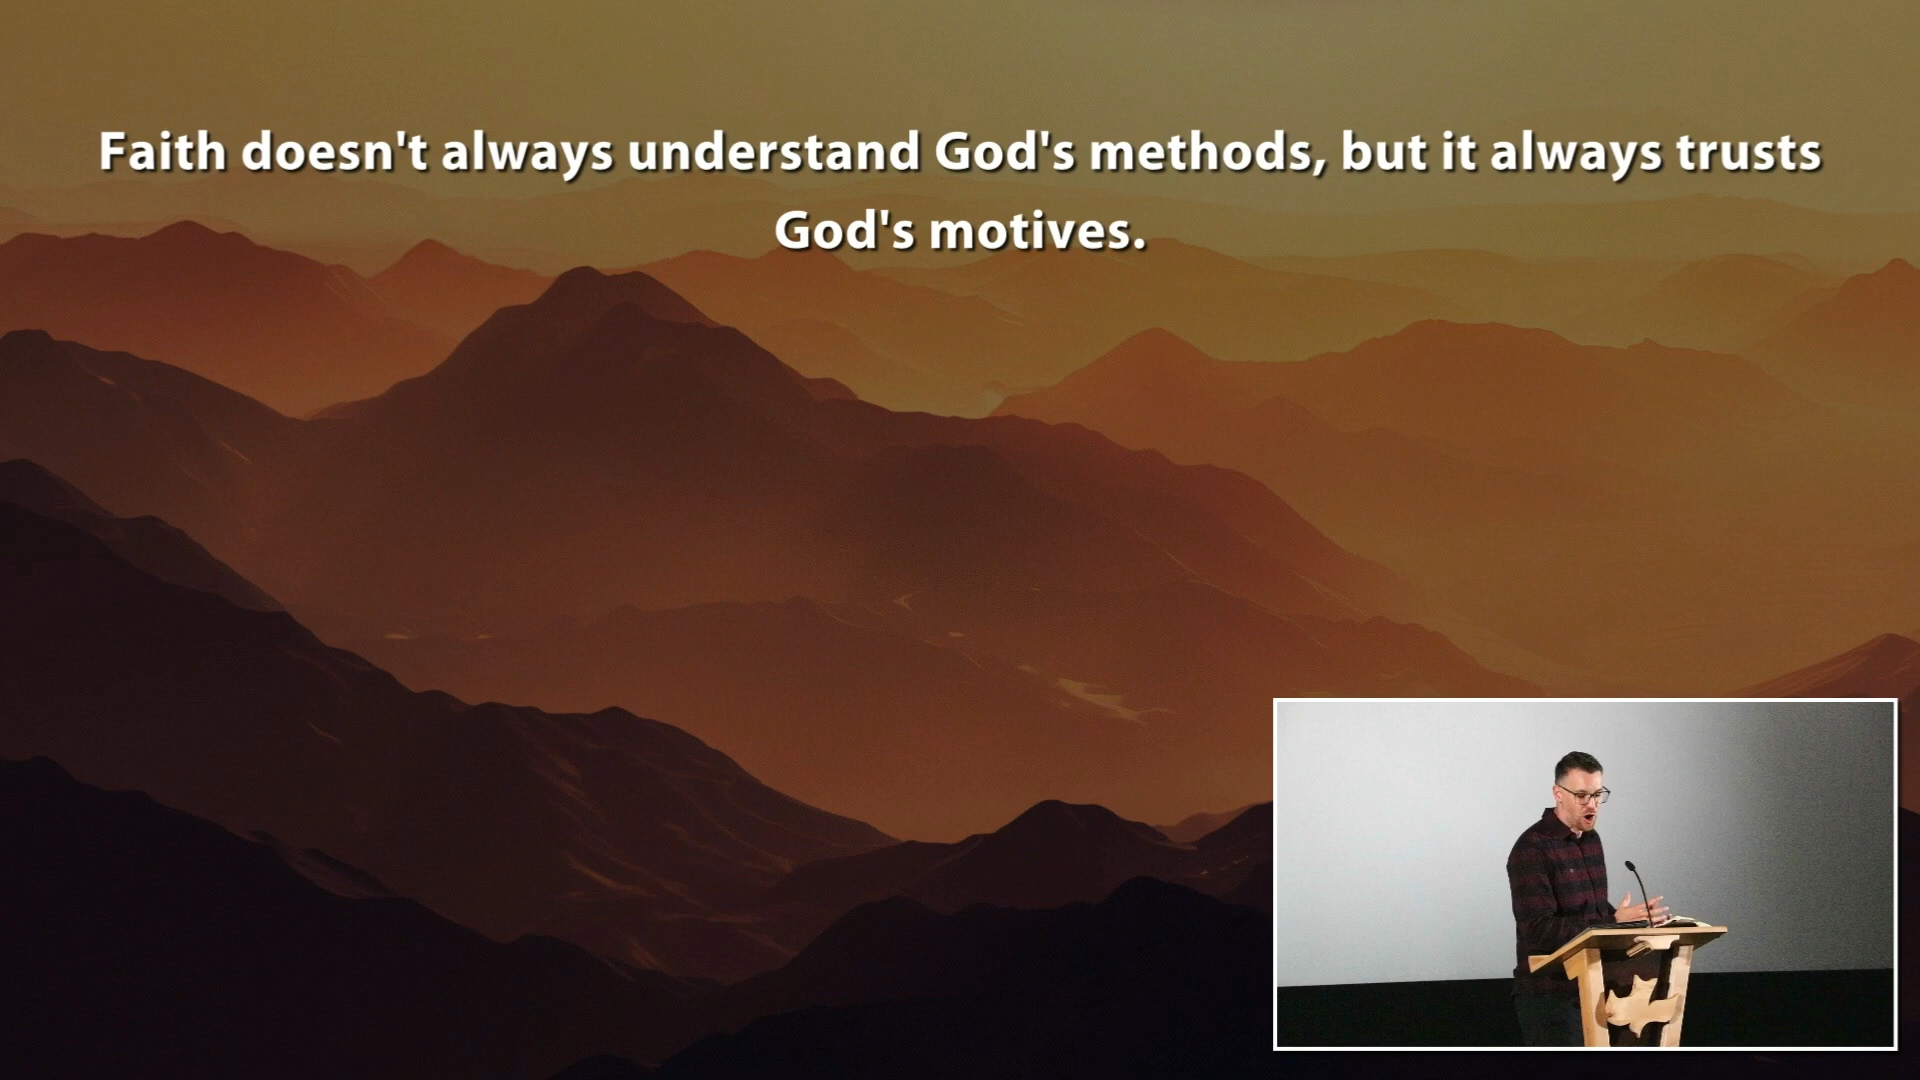 Faith doesn't always understand God's methods, but it always trusts
God's motives.